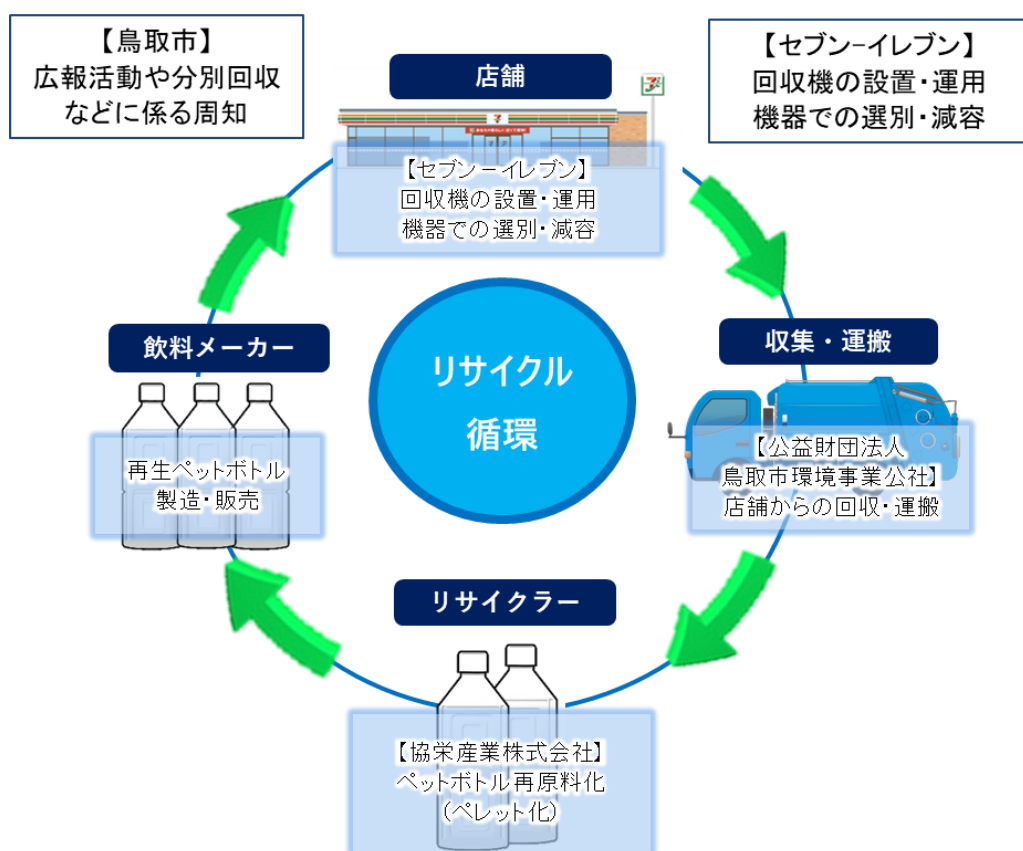 【鳥取市】
広報活動や分別回収
などに係る周知
【セブン-イレブン】
回収機の設置・運用
機器での選別・減容
店舗
7
7
【セブン－イレブン】
回収機の設置・運用
機器での選別・減容
飲料メーカー
再生ペットボトル
製造・販売
リサイクル
循環
収集・運搬
【公益財団法人
鳥取市環境事業公社】
店舗からの回収・運搬
リサイクラー
【協栄産業株式会社】
ペットボトル再原料化
（ペレット化）